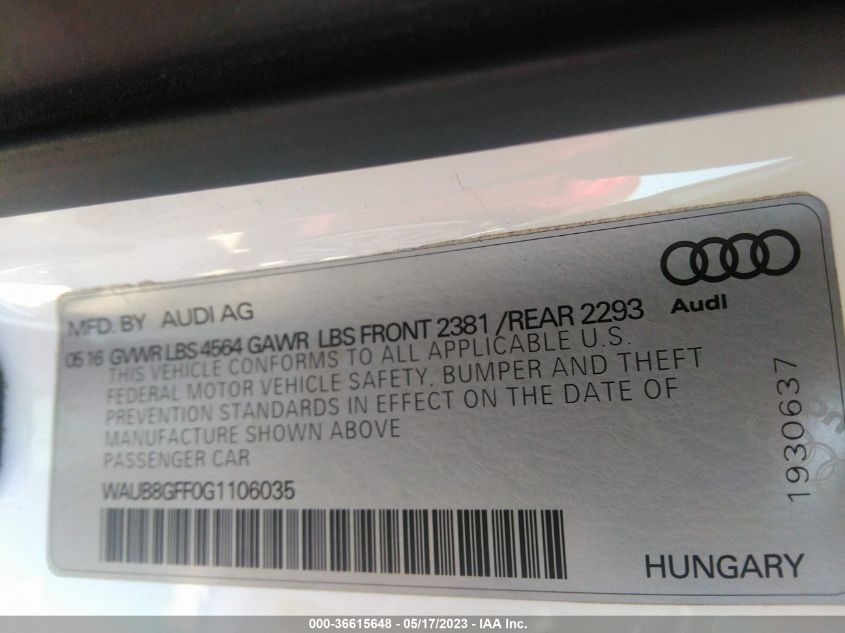 Audi
MFD. BY AUDI AG
05 16 GVWR LBS 4564 GAWR LBS FRONT 2381 /REAR 2293
THIS VEHICLE CONFORMS TO ALL APPLICABLE U.S.
FEDERAL MOTOR VEHICLE SAFETY, BUMPER AND THEFT
PREVENTION STANDARDS IN EFFECT ON THE DATE OF
MANUFACTURE SHOWN ABOVE
PASSENGER CAR
WAUB8GFF0G1106035
1930637
HUNGARY
000-36615648 - 05/17/2023 - IAA Inc.